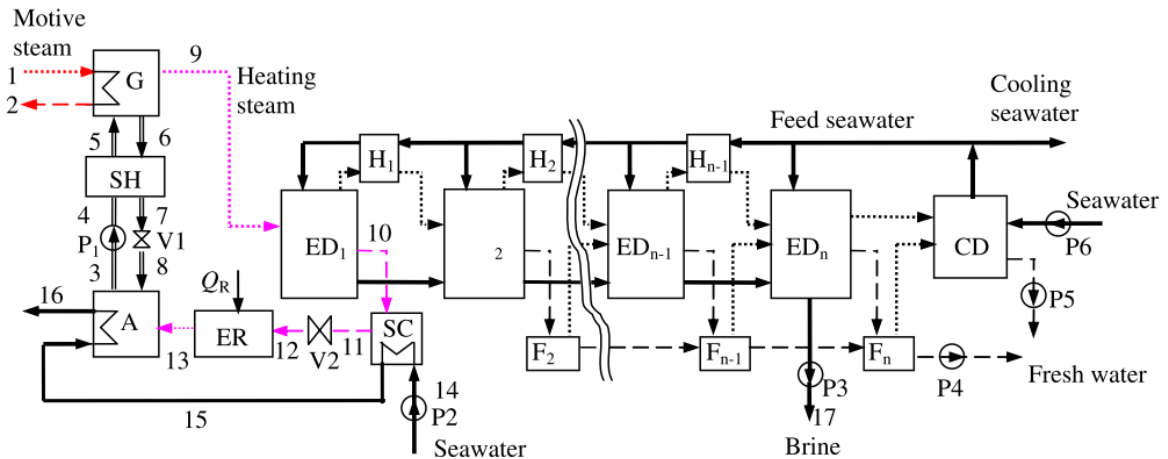 Motive
steam
9
1
G
Heating
steam
2
Cooling
seawater
Feed seawater
5
6
H1
H2
Hn-1
SH
4
7
P1
V1
3
8
10
ED1
2
EDn-1
EDn
CD
Seawater
P6
16
QR
A
ER
SC
P5
13
12
V2
11
F2
Fn-1
Fn
P4
Fresh water
15
14
P2
P3
17
Seawater
Brine